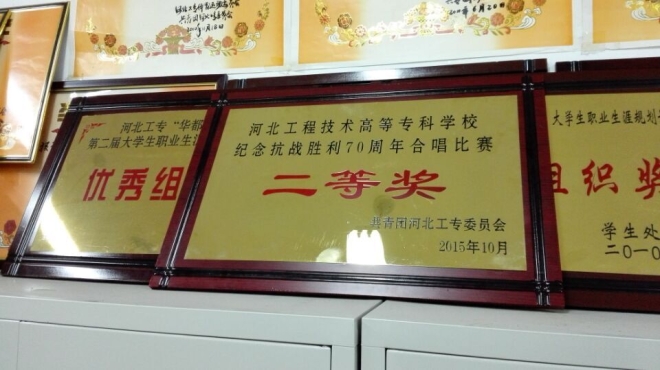 河北工专“华都
第二届大学生职业生涯
优秀组
河北工程技术高等专科学校
纪念抗战胜利70周年合唱比赛
二等奖
共青团河北工专委员会
2015年10月
大学生职业生涯规划
组织奖
学生处
二〇一〇